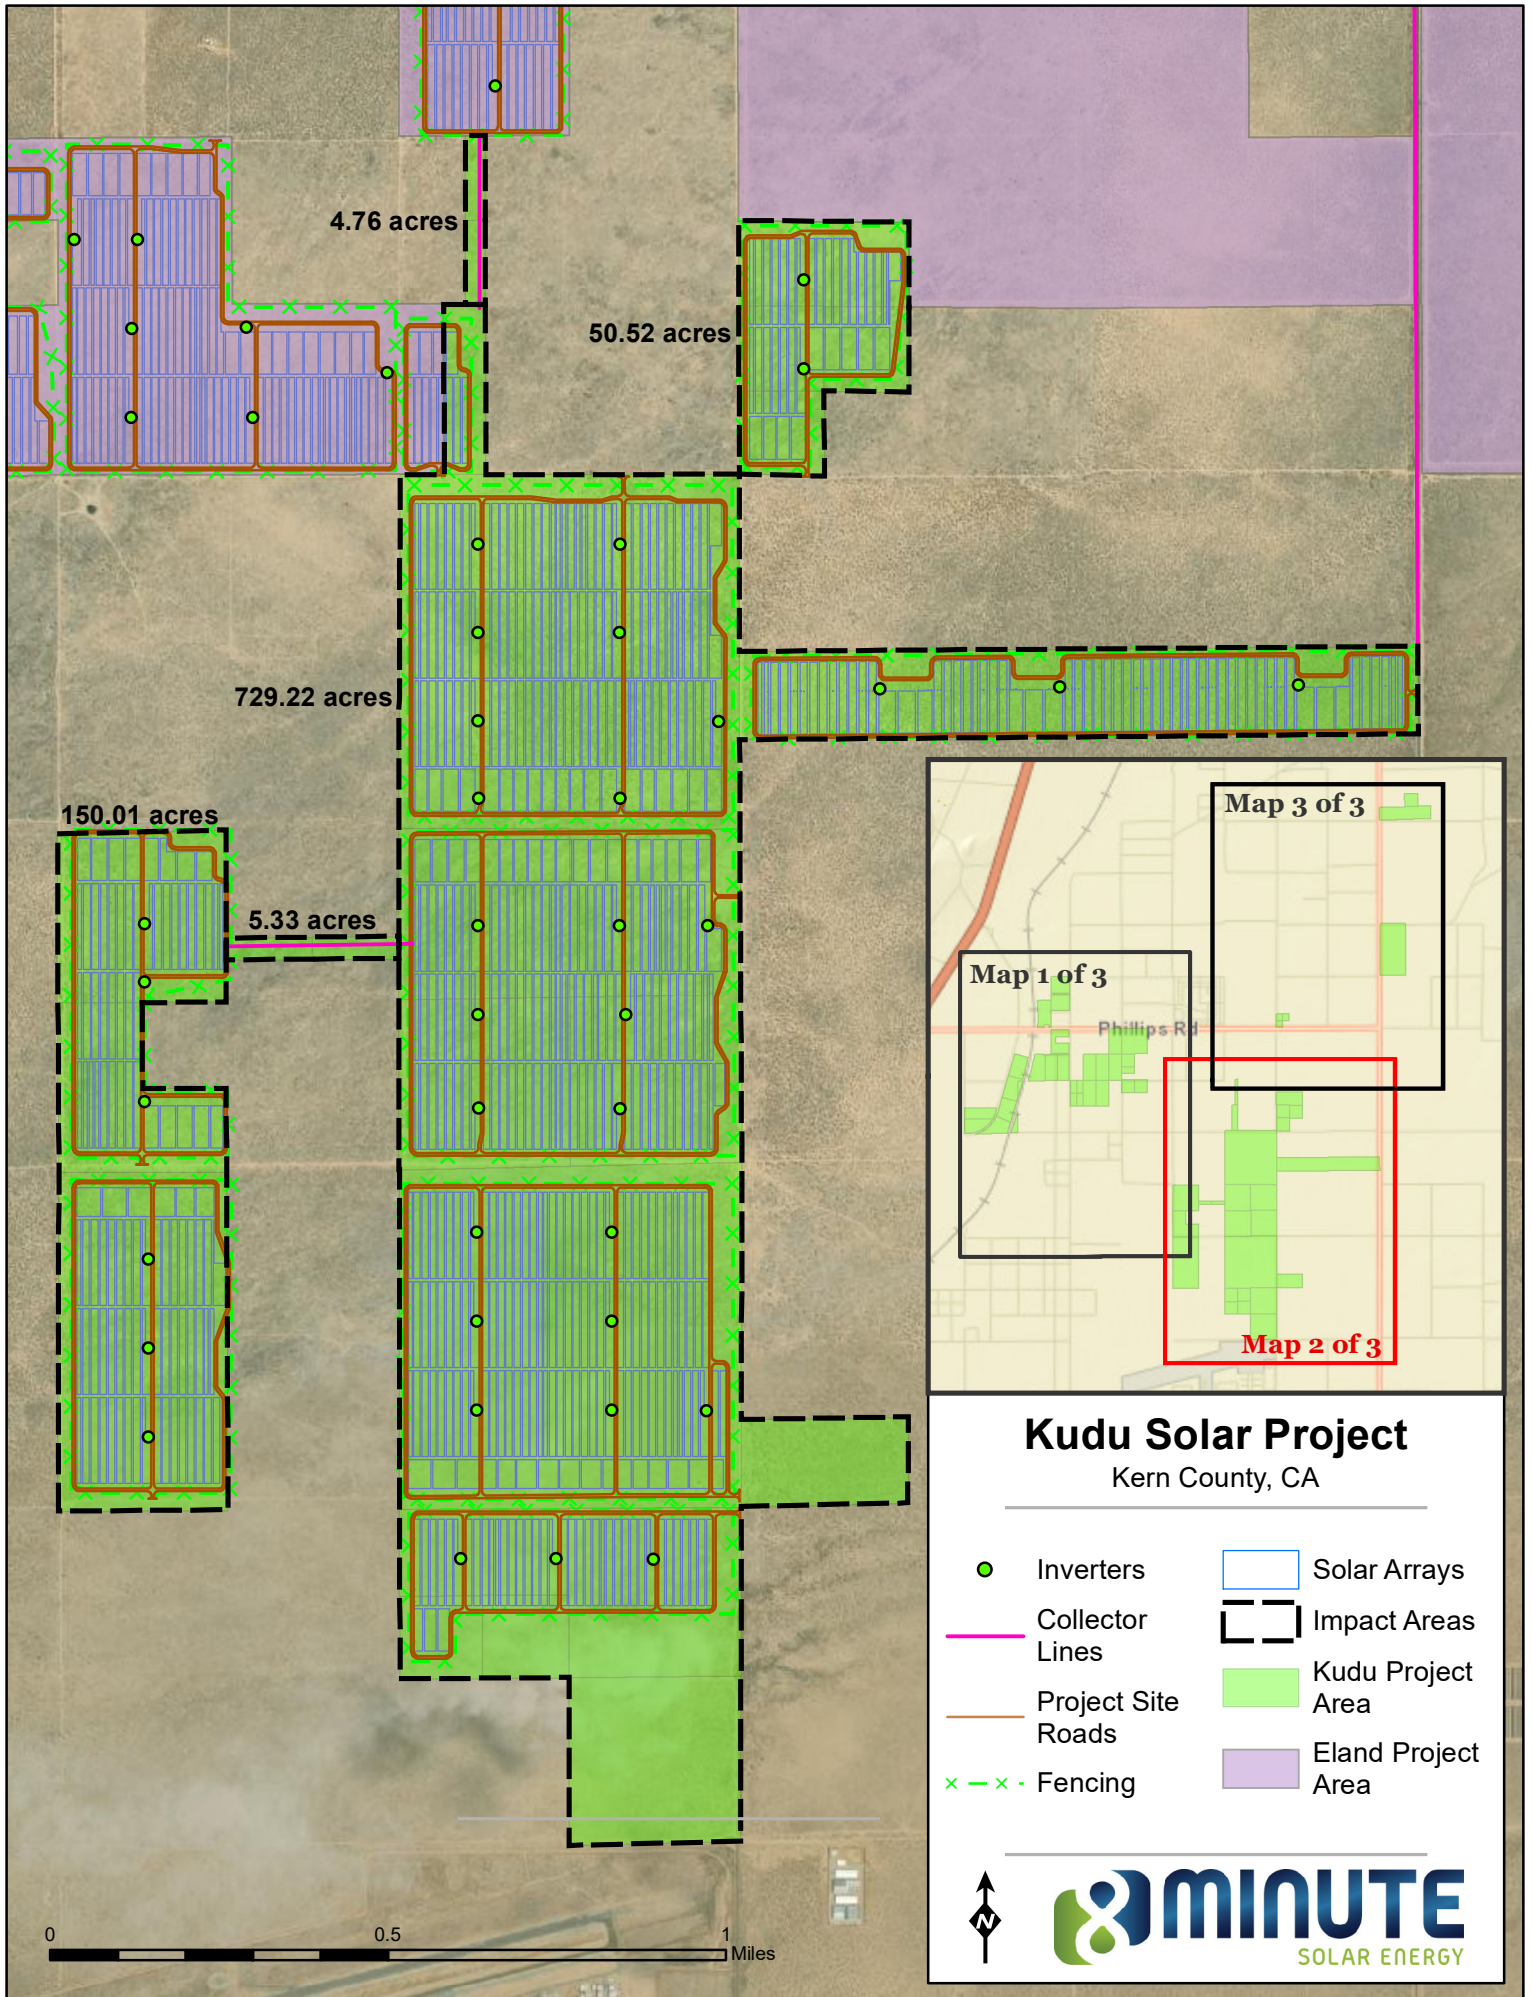 4.76 acres
50.52 acres
729.22 acres
150.01 acres
5.33 acres
Map 3 of 3
Map 1 of 3
Phillips Rd
Map 2 of 3
Kudu Solar Project
Kern County, CA
Inverters
Collector
Lines
Project Site
Roads
Fencing
Solar Arrays
Impact Areas
Kudu Project
Area
Eland Project
Area
N
8MINUTE
SOLAR ENERGY
0
0.5
1
Miles